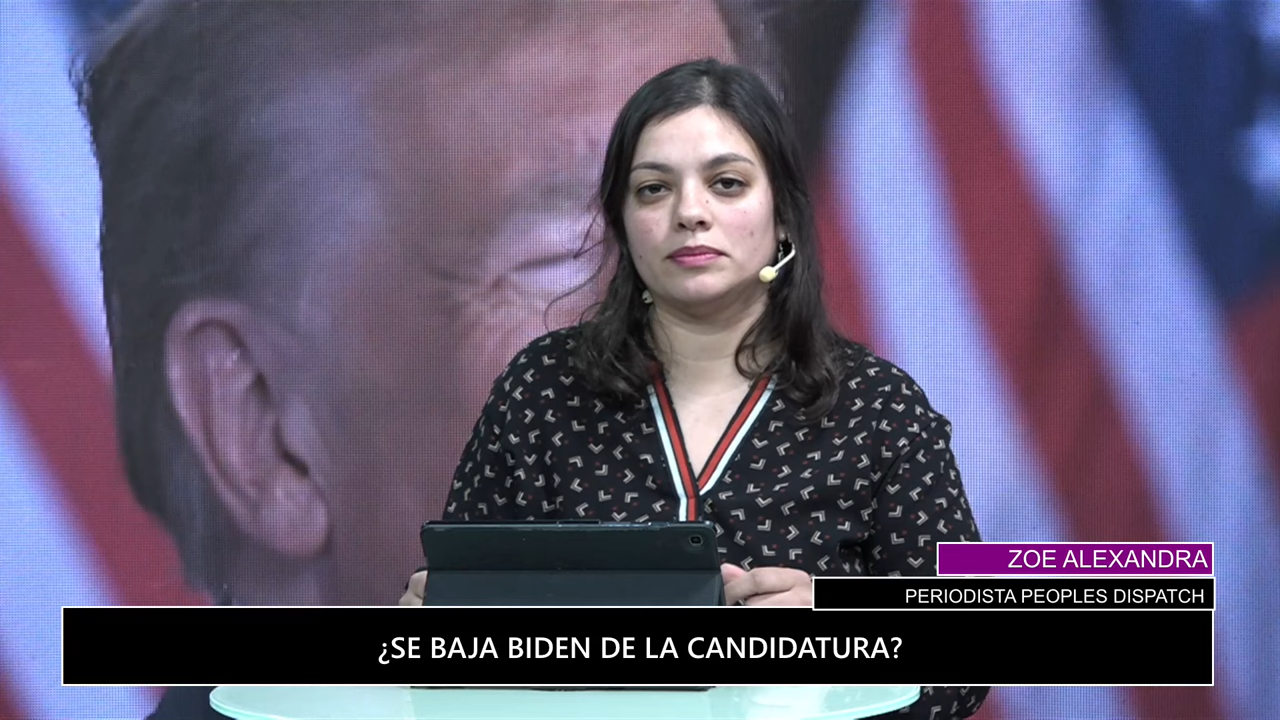 ZOE ALEXANDRA
PERIODISTA PEOPLES DISPATCH
¿SE BAJA BIDEN DE LA CANDIDATURA?